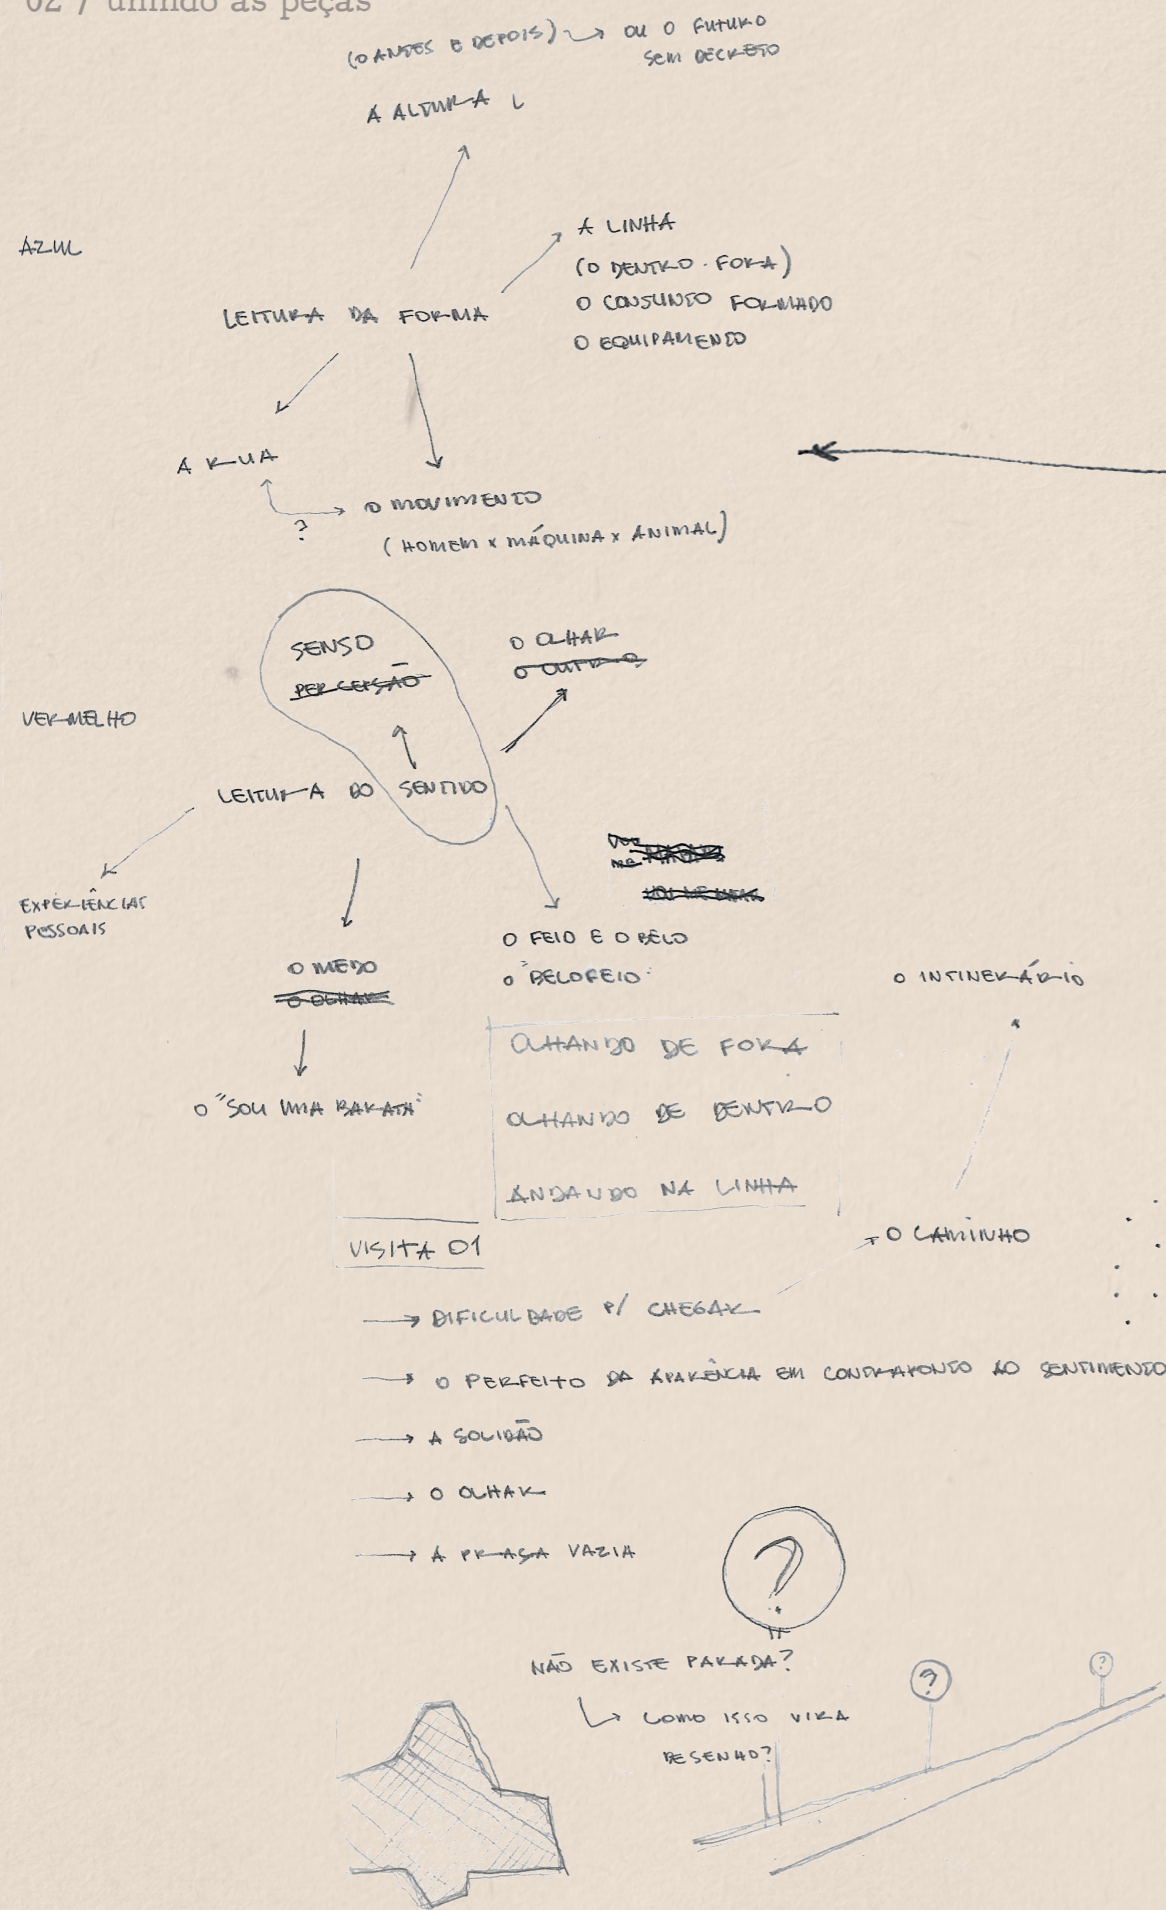 02 / unindo as peças
(O ANTES E DEPOIS) → OU O FUTURO
SEM DECRETO
A ALTURA
AZUL
A LINHA
(O DENTRO . FORA)
O CONJUNTO FORMADO
O EQUIPAMENTO
LEITURA DA FORMA
A RUA
?
O MOVIMENTO
(HOMEM x MÁQUINA x ANIMAL)
SENSO
PERCEPSÃO
O OLHAR
O OUTRO
VERMELHO
LEITURA DO SENTIDO
EXPERIÊNCIAS
PESSOAIS
O MEDO
O OLHAR
O "SOU UMA BARATA"
O FEIO E O BELO
O "BELOFEIO"
O INTINERÁRIO
OLHANDO DE FORA
OLHANDO DE DENTRO
ANDANDO NA LINHA
VISITA 01
→ O CAMINHO
→ DIFICULDADE P/ CHEGAR
→ O PERFEITO DA APARÊNCIA EM CONTRAPONTO AO SENTIMENTO
→ A SOLIDÃO
→ O OLHAR
→ A PRAÇA VAZIA
?
NÃO EXISTE PARADA?
COMO ISSO VIRA
DESENHO?
?
?